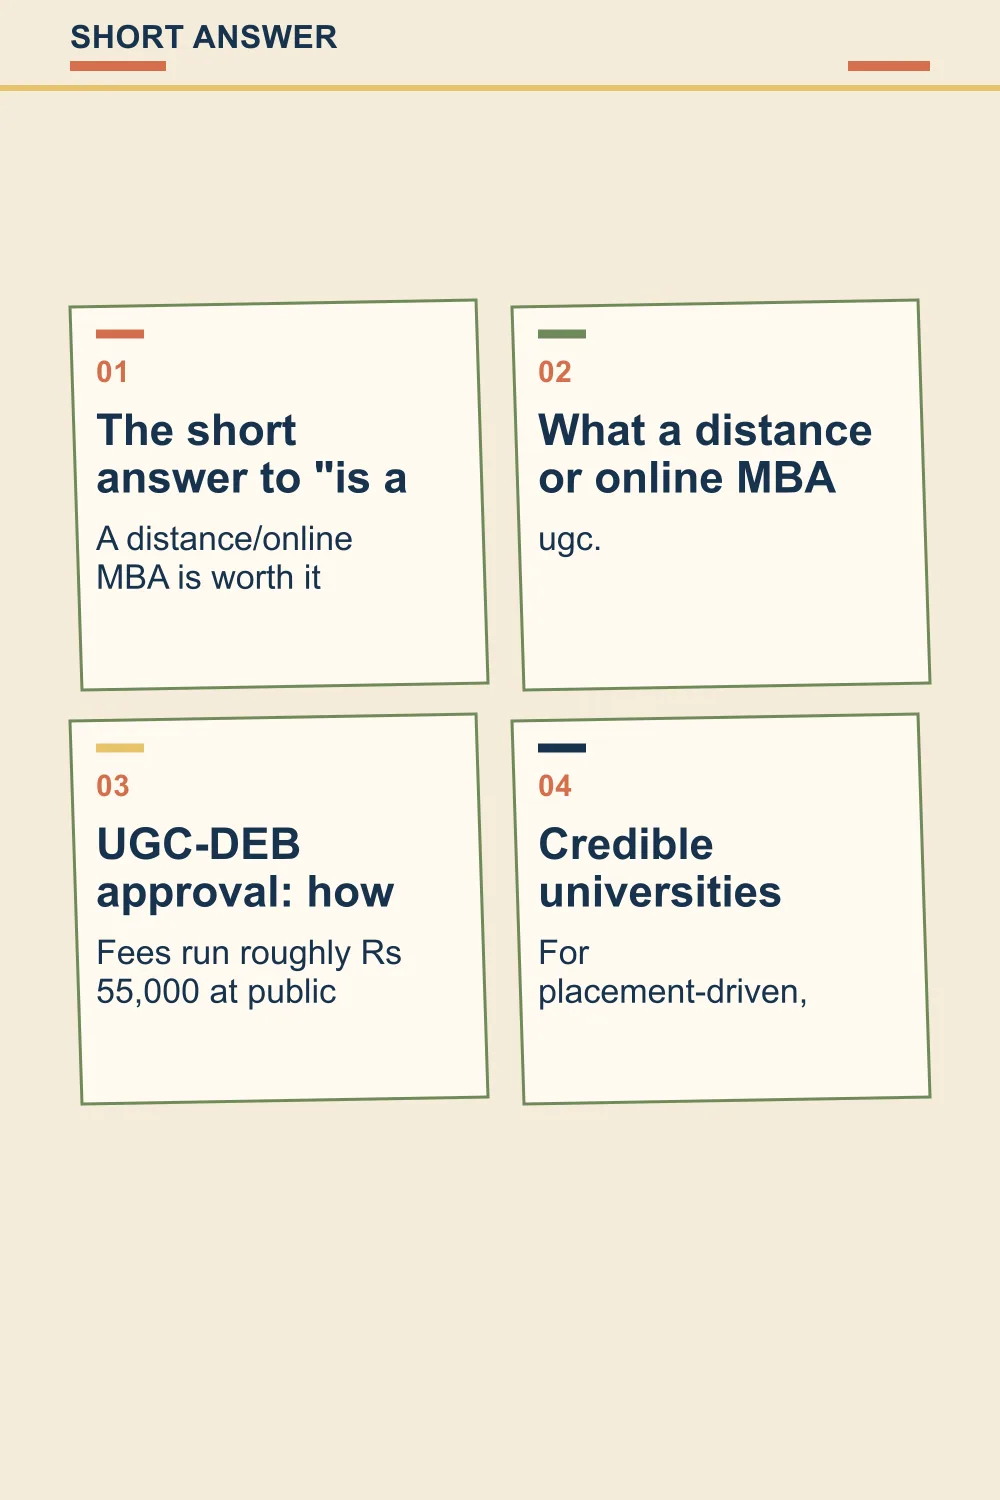 SHORT ANSWER
01
The short
answer to "is a
A distance/online
MBA is worth it
02
What a distance
or online MBA
ugc.
03
UGC-DEB
approval: how
Fees run roughly Rs
55,000 at public
04
Credible
universities
For
placement-driven,